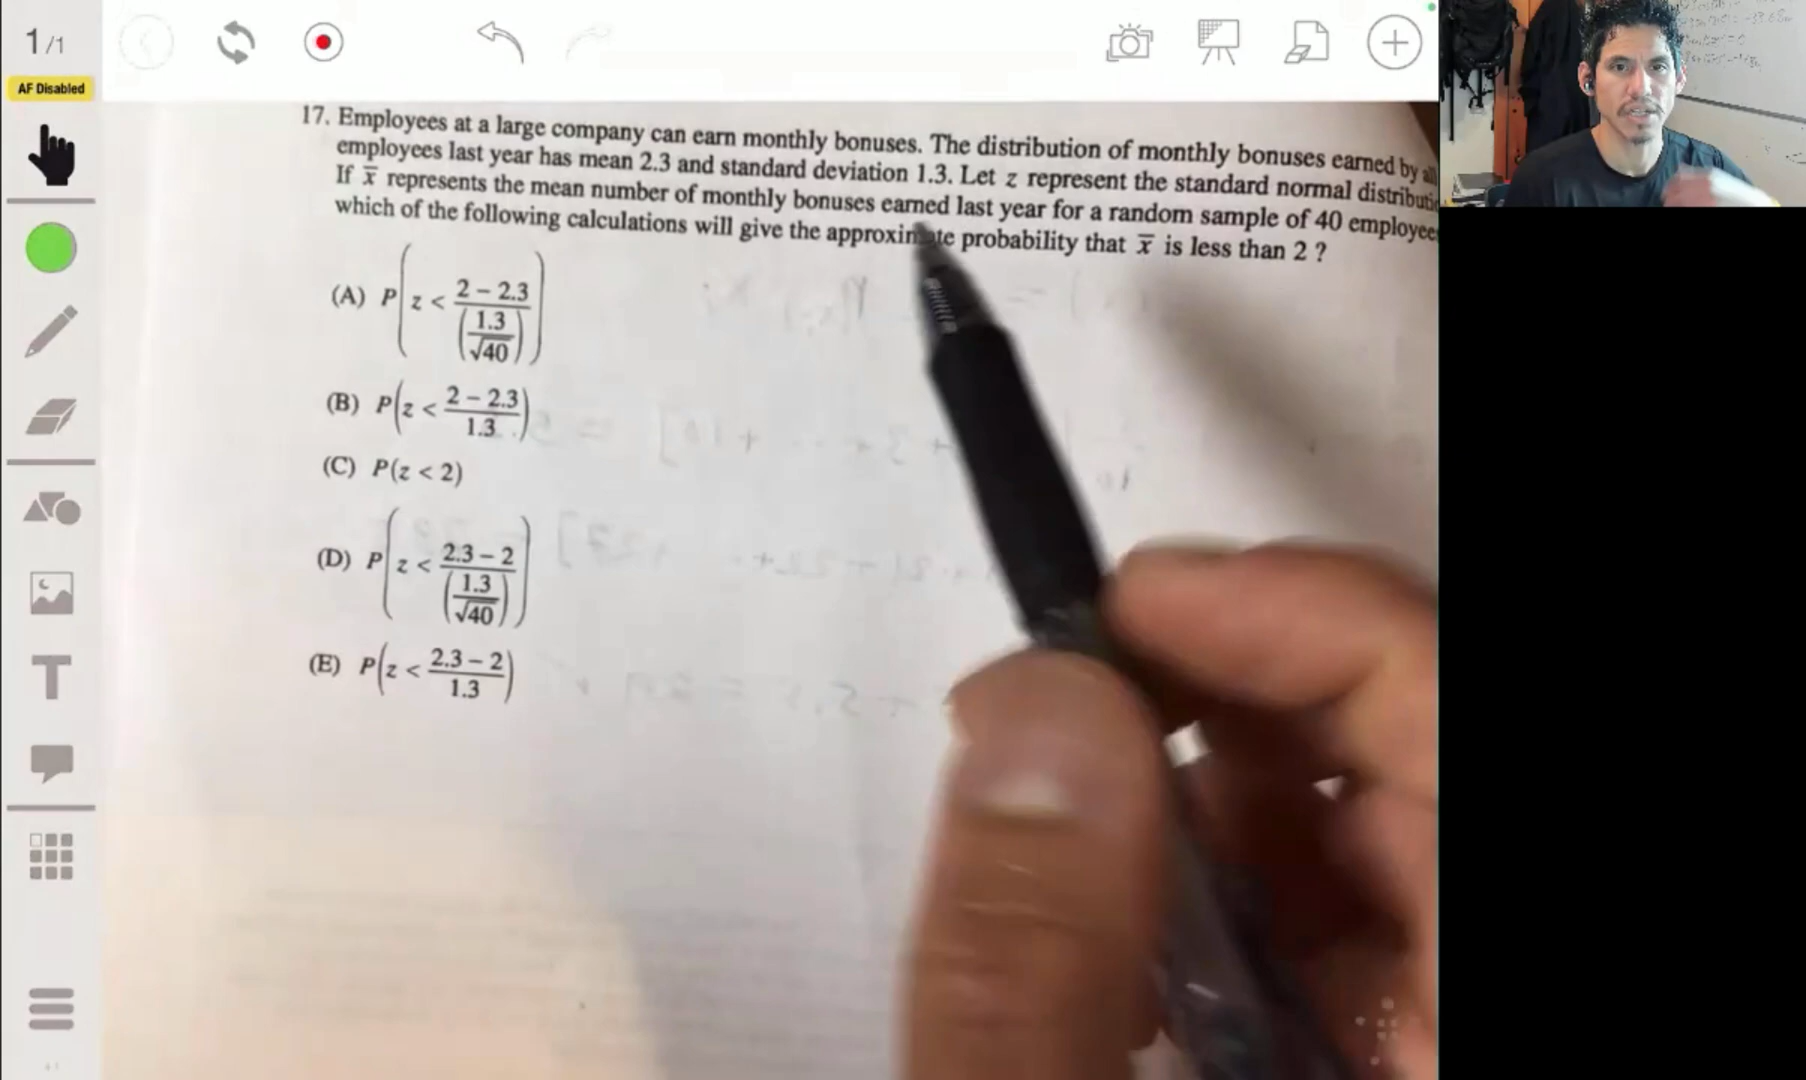 1/1
AF Disabled
17. Employees at a large company can earn monthly bonuses. The distribution of monthly bonuses earned by
employees last year has mean 2.3 and standard deviation 1.3. Let z represent the standard normal
If x̅ represents the mean number of monthly bonuses earned last year for a random sample of 40
which of the following calculations will give the approximate probability that x̅ is less than 2 ?
(A) P(z < (2 – 2.3)/(1.3/√40))
(B) P(z < (2 – 2.3)/1.3)
(C) P(z < 2)
(D) P(z < (2.3 – 2)/(1.3/√40))
(E) P(z < (2.3 – 2)/1.3)
T